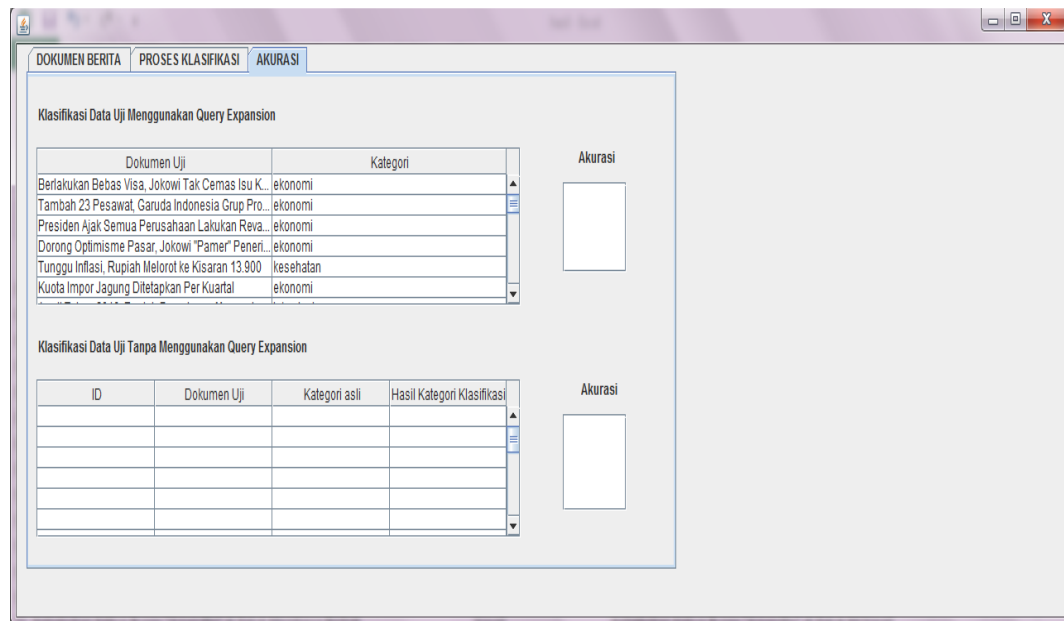 DOKUMEN BERITA PROSES KLASIFIKASI AKURASI
Klasifikasi Data Uji Menggunakan Query Expansion
Dokumen Uji Kategori Akurasi
Berlakukan Bebas Visa, Jokowi Tak Cemas Isu K... ekonomi
Tambah 23 Pesawat, Garuda Indonesia Grup Pro... ekonomi
Presiden Ajak Semua Perusahaan Lakukan Reva... ekonomi
Dorong Optimisme Pasar, Jokowi "Pamer" Peneri... ekonomi
Tunggu Inflasi, Rupiah Melorot ke Kisaran 13.900 kesehatan
Kuota Impor Jagung Ditetapkan Per Kuartal ekonomi
Klasifikasi Data Uji Tanpa Menggunakan Query Expansion
ID Dokumen Uji Kategori asli Hasil Kategori Klasifikasi Akurasi